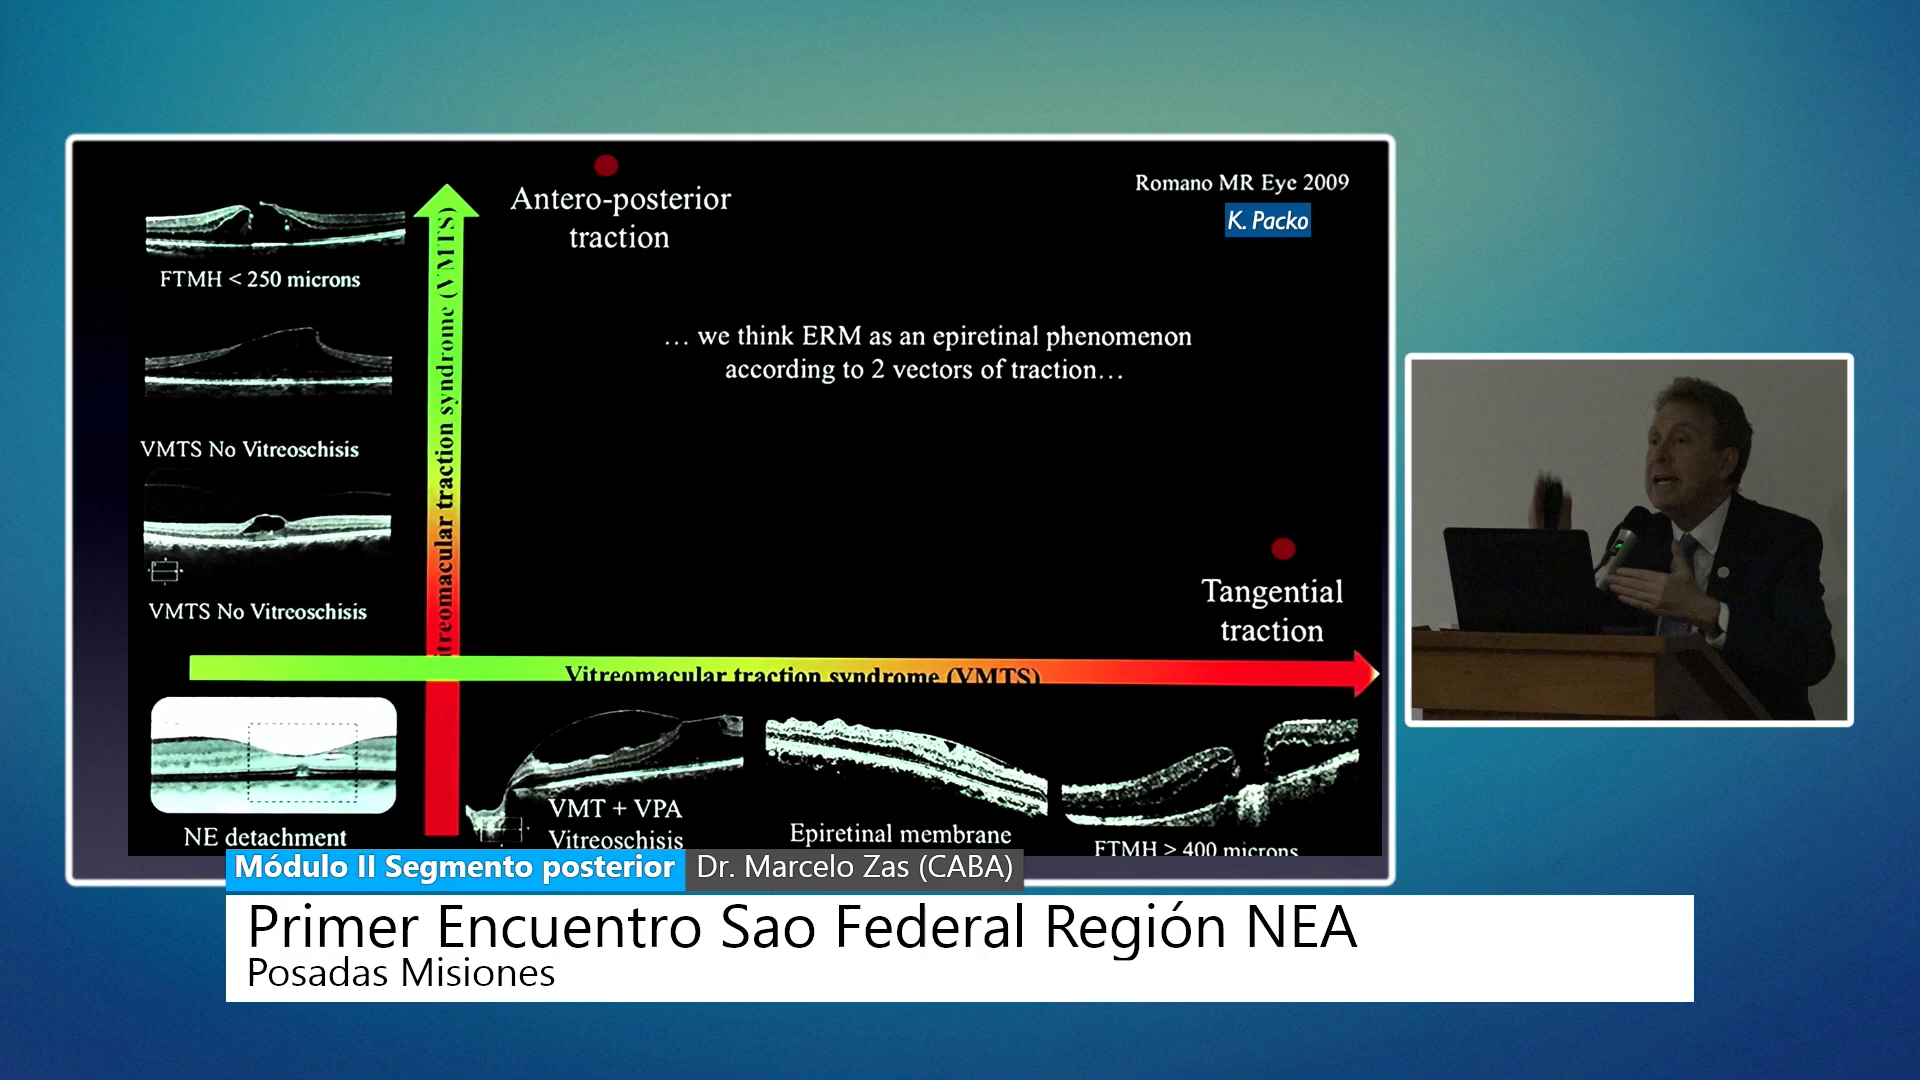 Antero-posterior
traction
Romano MR Eye 2009
K. Packo
FTMH < 250 microns
… we think ERM as an epiretinal phenomenon
according to 2 vectors of traction…
VMTS No Vitreoschisis
VMTS No Vitreoschisis
itreomacular traction syndrome (VMTS)
Tangential
traction
Vitreomacular traction syndrome (VMTS)
NE detachment
VMT + VPA
Vitreoschisis
Epiretinal membrane
FTMH > 400 microns
Módulo II Segmento posterior Dr. Marcelo Zas (CABA)
Primer Encuentro Sao Federal Región NEA
Posadas Misiones